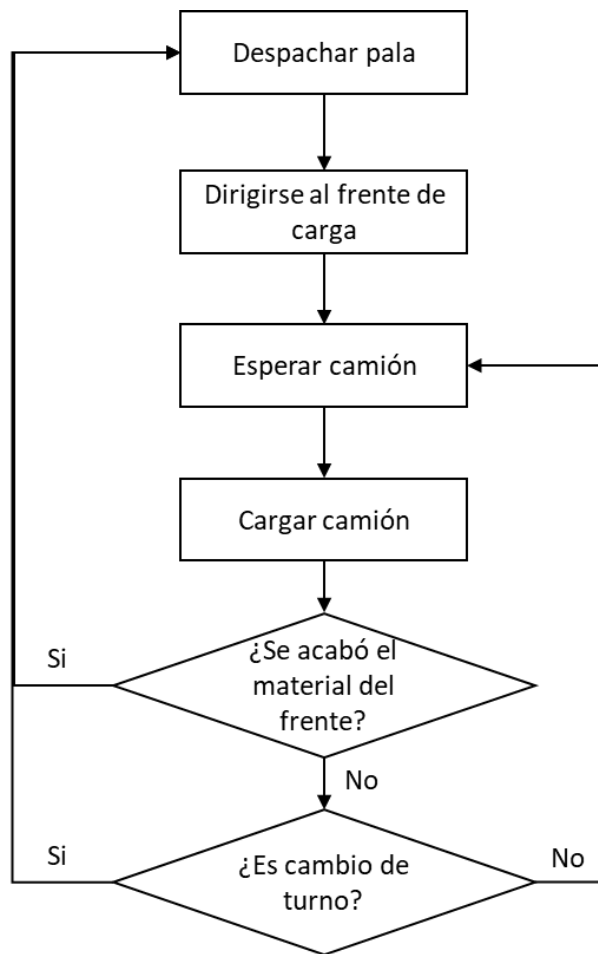 Despachar pala
Dirigirse al frente de
carga
Esperar camión
Cargar camión
¿Se acabó el
material del
frente?
Si
No
¿Es cambio de
turno?
Si
No